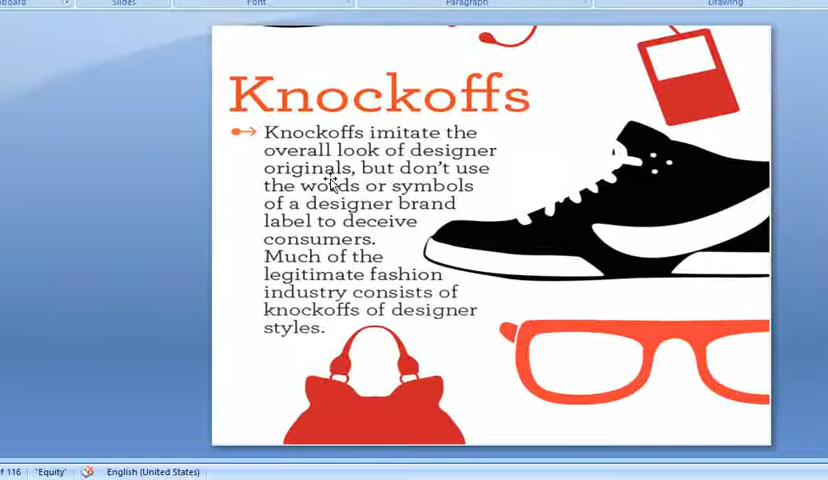 Slides
Font
Paragraph
Drawing
Knockoffs
Knockoffs imitate the
overall look of designer
originals, but don't use
the words or symbols
of a designer brand
label to deceive
consumers.
Much of the
legitimate fashion
industry consists of
knockoffs of designer
styles.
f 116 "Equity" English (United States)